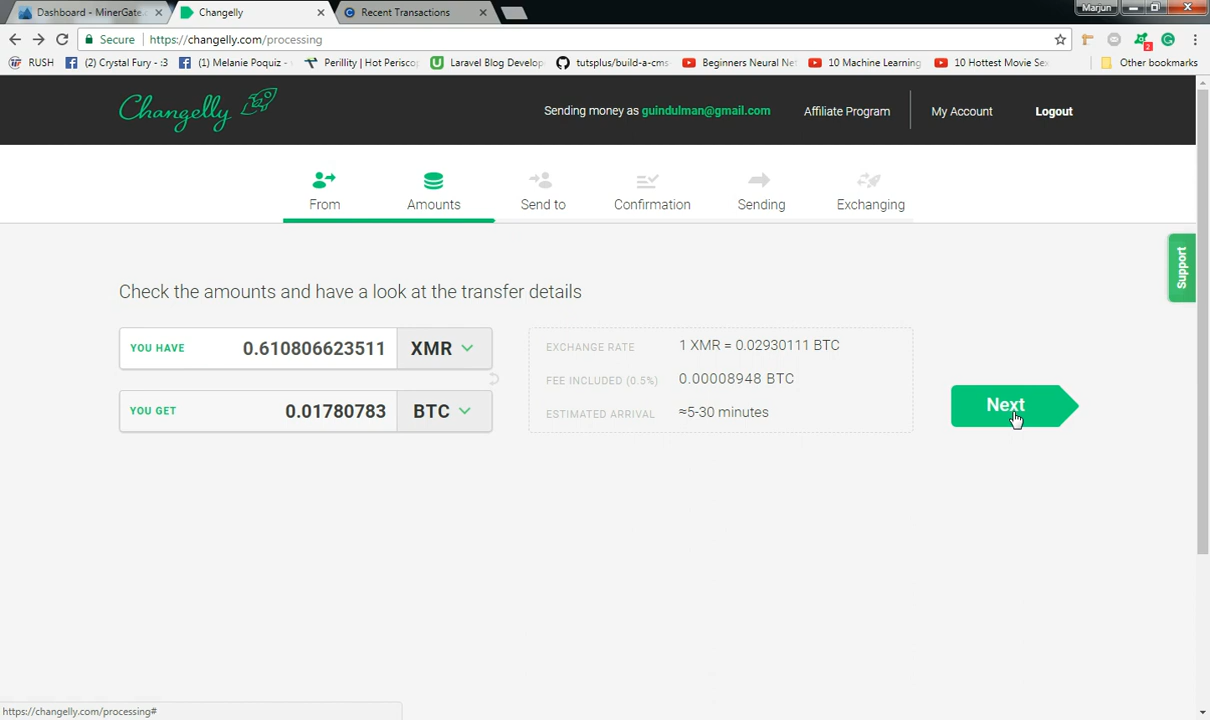 Dashboard - MinerGate.
Changelly
Recent Transactions
Marjun
Secure
https://changelly.com/processing
2
RUSH
(2) Crystal Fury - :3
(1) Melanie Poquiz -
Perillity | Hot Perisco
Laravel Blog Develop
tutsplus/build-a-cms
Beginners Neural Ne
10 Machine Learning
10 Hottest Movie Se
Other bookmarks
Changelly
Sending money as guindulman@gmail.com
Affiliate Program
My Account
Logout
From
Amounts
Send to
Confirmation
Sending
Exchanging
Support
Check the amounts and have a look at the transfer details
YOU HAVE 0.610806623511 XMR
YOU GET 0.01780783 BTC
EXCHANGE RATE 1 XMR = 0.02930111 BTC
FEE INCLUDED (0.5%) 0.00008948 BTC
ESTIMATED ARRIVAL ≈5-30 minutes
Next
https://changelly.com/processing#